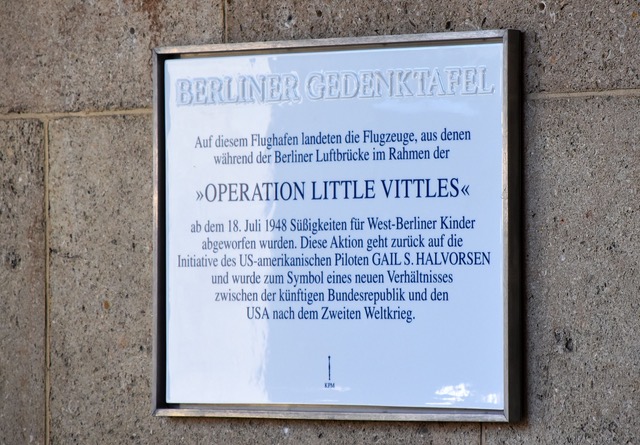 BERLINER GEDENKTAFEL
Auf diesem Flughafen landeten die Flugzeuge, aus denen
während der Berliner Luftbrücke im Rahmen der
»OPERATION LITTLE VITTLES«
ab dem 18. Juli 1948 Süßigkeiten für West-Berliner Kinder
abgeworfen wurden. Diese Aktion geht zurück auf die
Initiative des US-amerikanischen Piloten GAIL S. HALVORSEN
und wurde zum Symbol eines neuen Verhältnisses
zwischen der künftigen Bundesrepublik und den
USA nach dem Zweiten Weltkrieg.
KPM